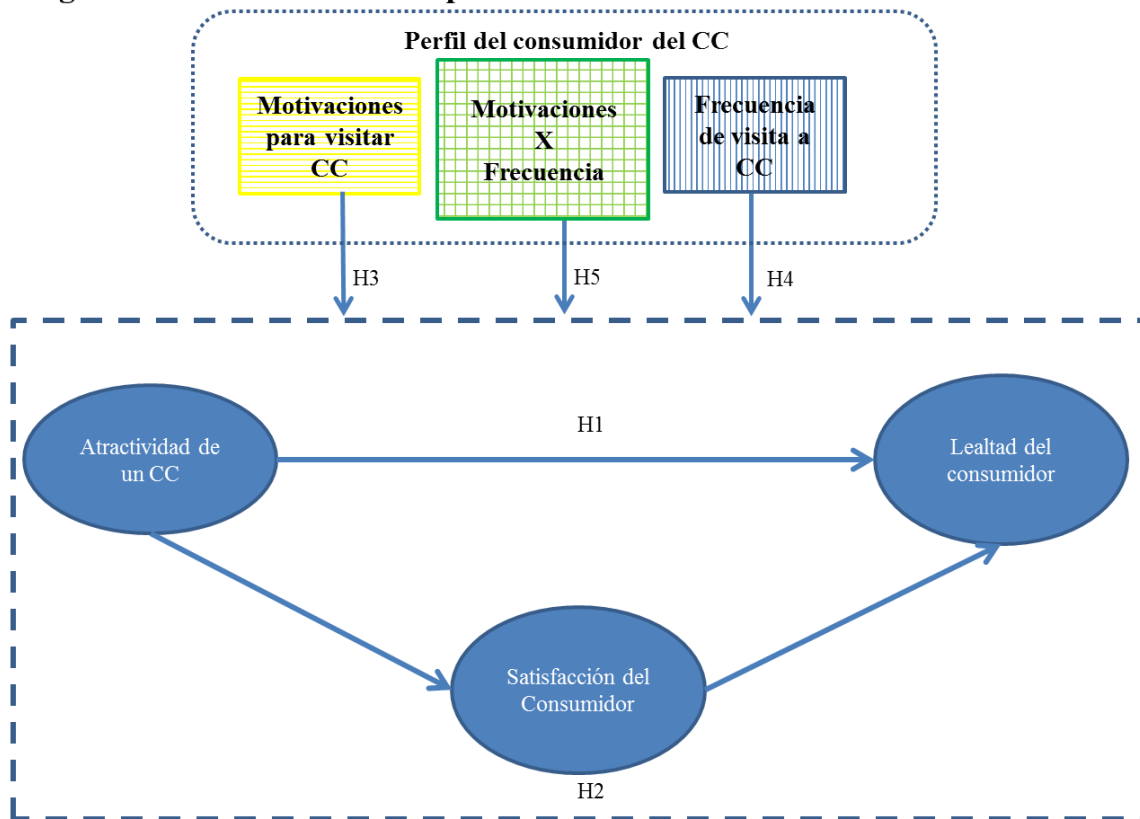 Perfil del consumidor del CC
Motivaciones
para visitar
CC
Motivaciones
X
Frecuencia
Frecuencia
de visita a
CC
H3
H5
H4
H1
Atractividad de
un CC
Lealtad del
consumidor
Satisfacción del
Consumidor
H2